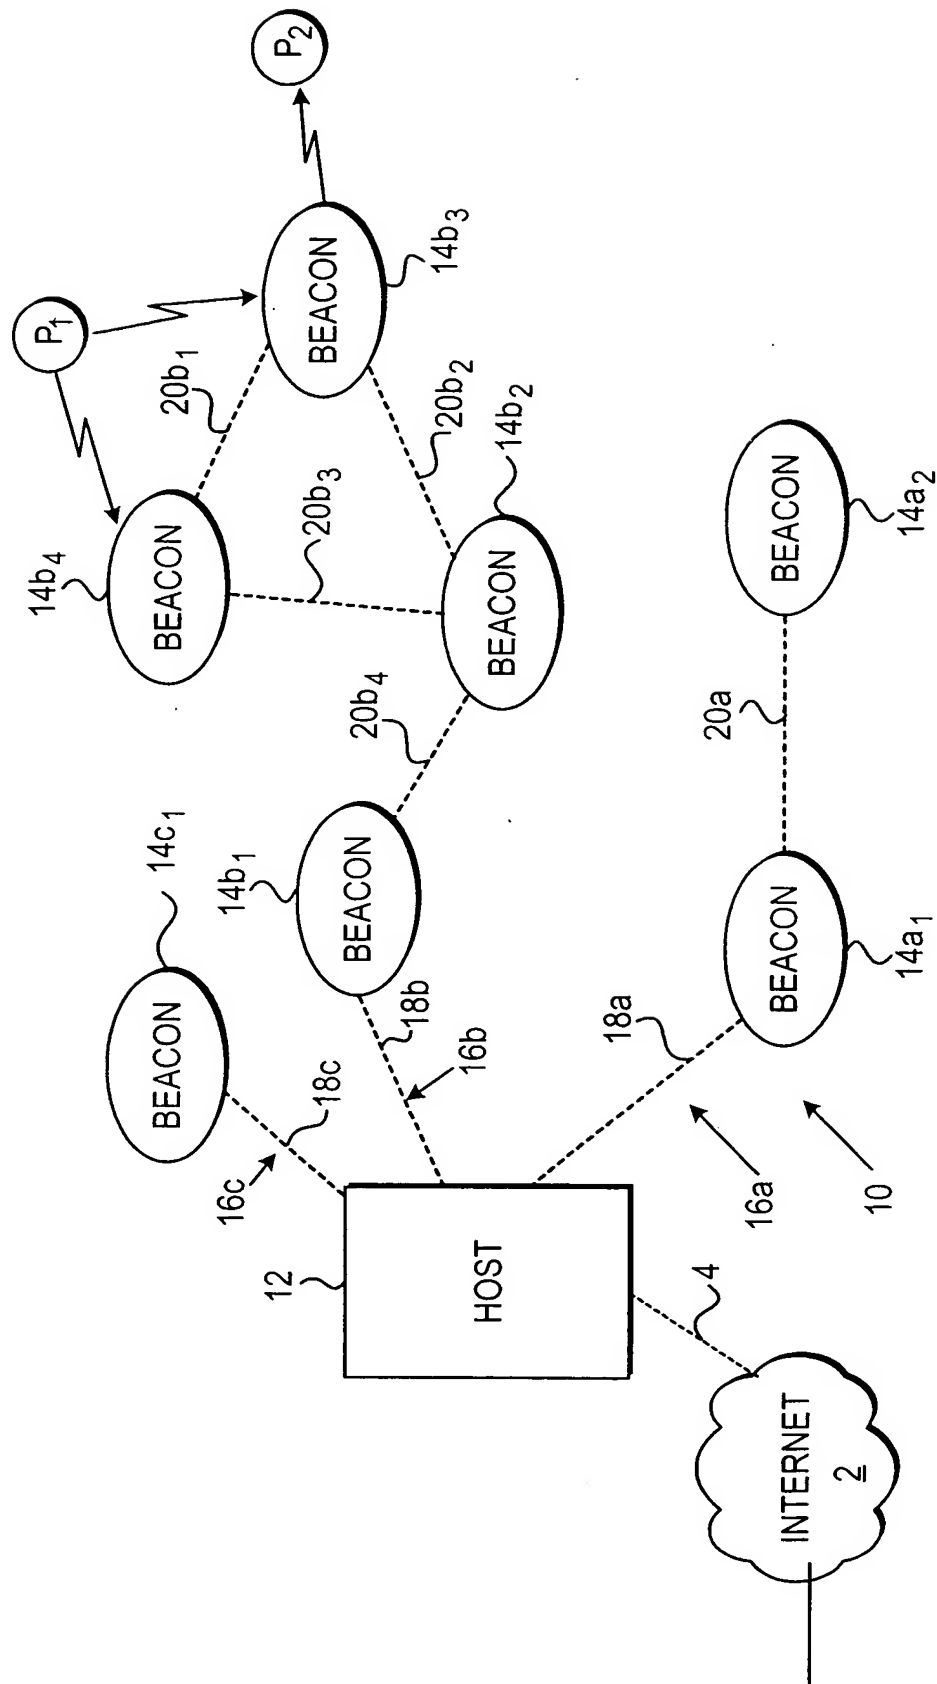 P₁
P₂
20b₁
BEACON
14b₃
14b₄
BEACON
20b₃
20b₂
14b₂
BEACON
20b₄
14c₁
BEACON
14b₁
BEACON
18b
16b
18c
16c
12
HOST
BEACON
14a₂
20a
BEACON
14a₁
18a
16a
10
4
INTERNET
2